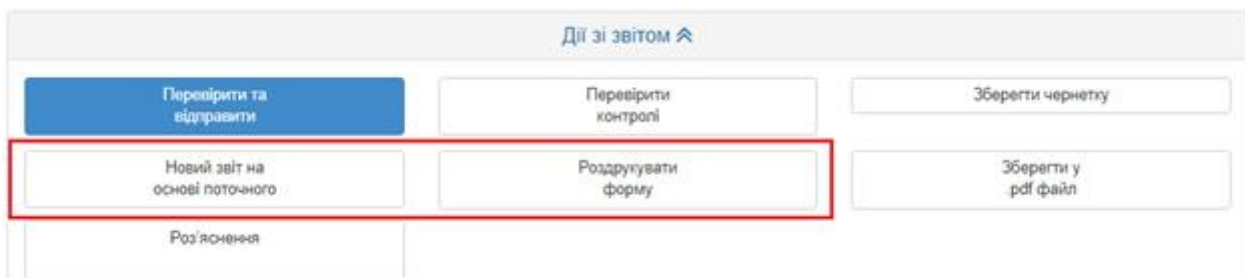 Дії зі звітом
Перевірити та
відправити
Перевірити
контролі
Зберегти чернетку
Новий звіт на
основі поточного
Роздрукувати
форму
Зберегти у
pdf файл
Роз'яснення